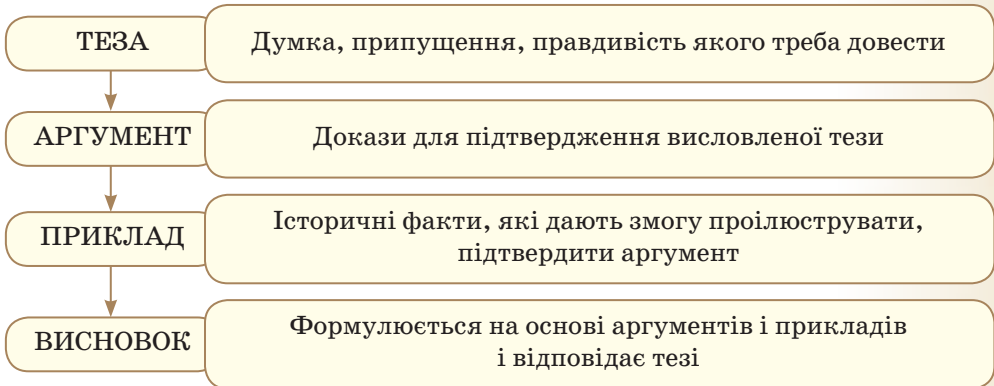 ТЕЗА
Думка, припущення, правдивість якого треба довести
АРГУМЕНТ
Докази для підтвердження висловленої тези
ПРИКЛАД
Історичні факти, які дають змогу проілюструвати,
підтвердити аргумент
ВИСНОВОК
Формулюється на основі аргументів і прикладів
і відповідає тезі